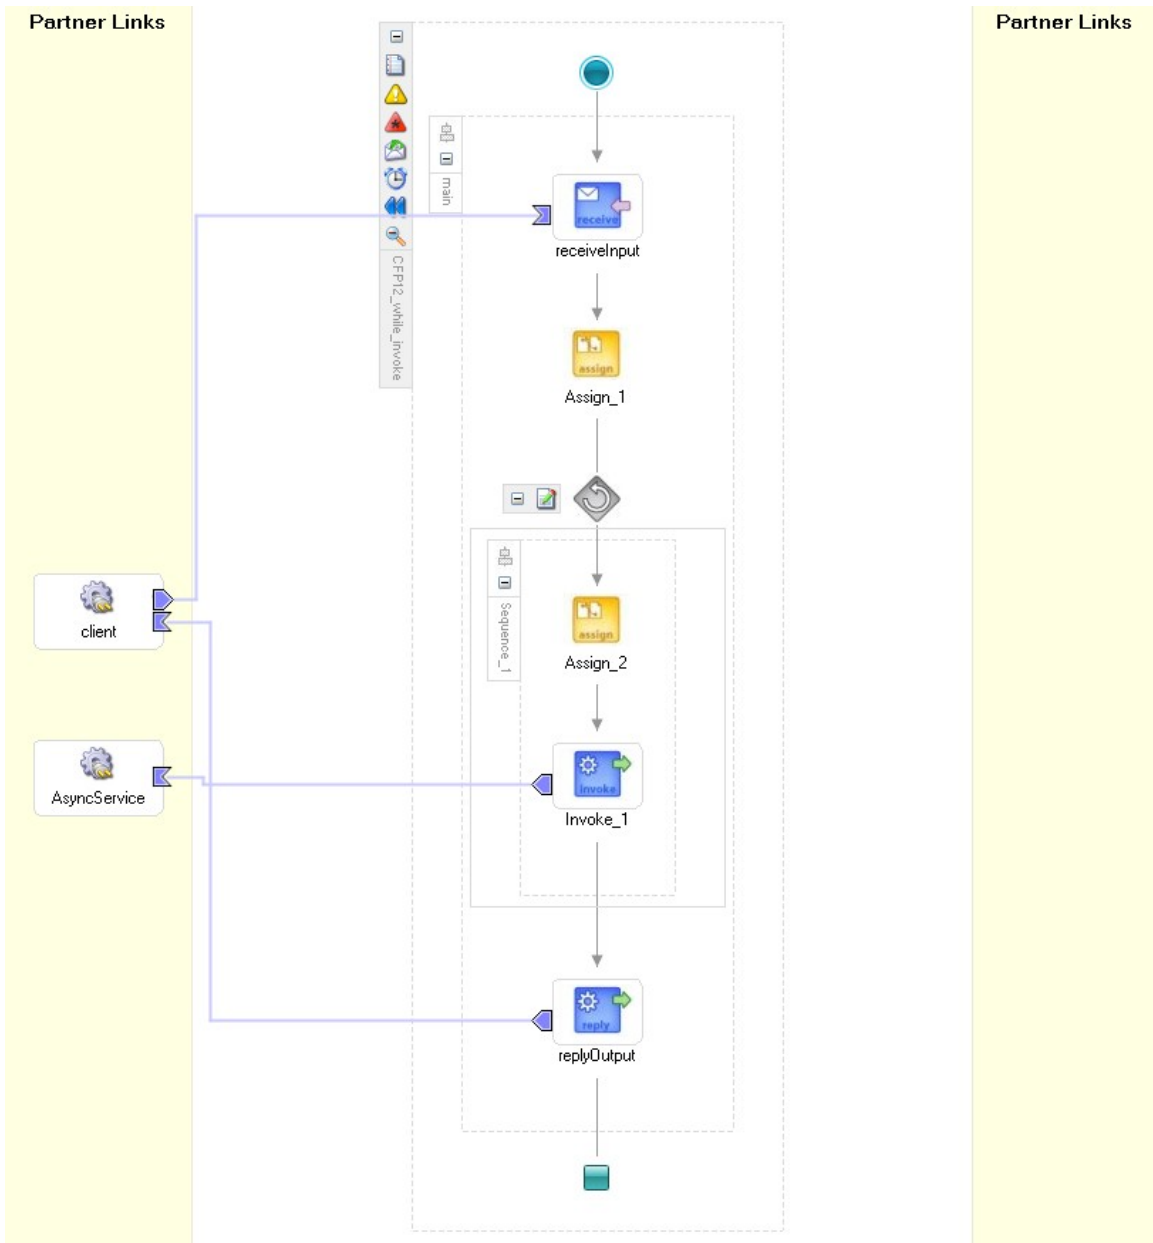 Partner Links
Partner Links
main
receive
receiveInput
CFP12_while_invoke
assign
Assign_1
Sequence_1
assign
Assign_2
client
invoke
Invoke_1
AsyncService
reply
replyOutput